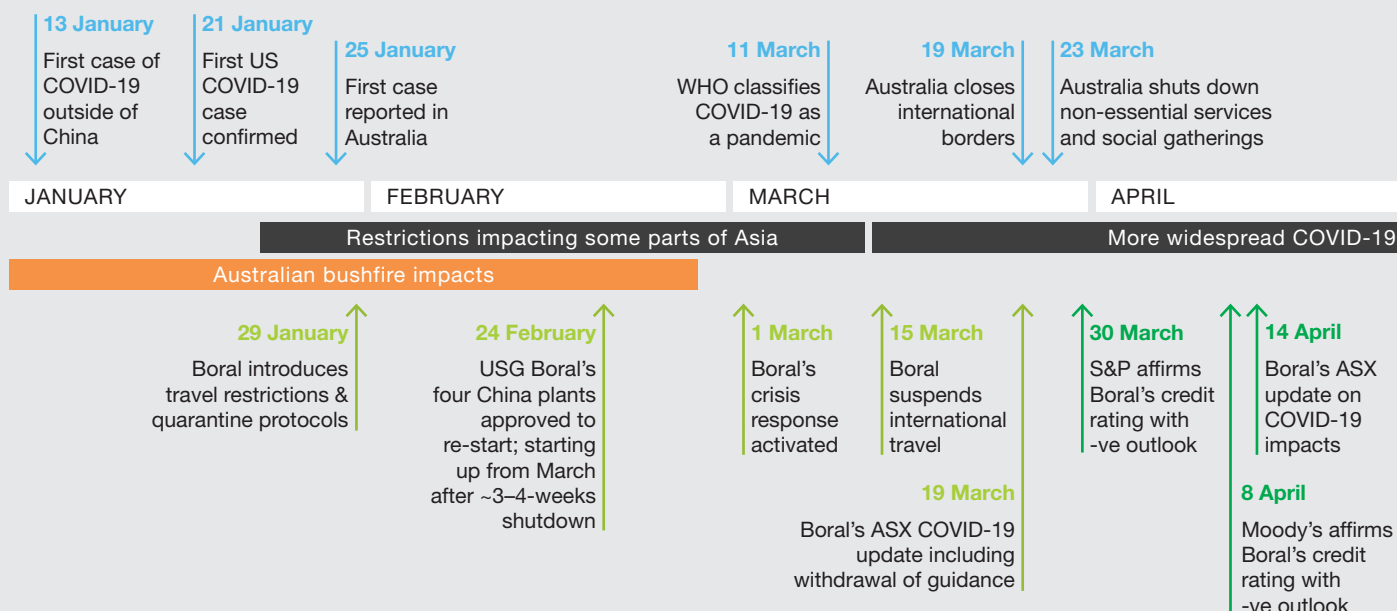 13 January
First case of
COVID-19
outside of
China
21 January
First US
COVID-19
case
confirmed
25 January
First case
reported in
Australia
11 March
WHO classifies
COVID-19 as
a pandemic
19 March
Australia closes
international
borders
23 March
Australia shuts down
non-essential services
and social gatherings
JANUARY
FEBRUARY
MARCH
APRIL
Restrictions impacting some parts of Asia
More widespread COVID-19
Australian bushfire impacts
29 January
Boral introduces
travel restrictions &
quarantine protocols
24 February
USG Boral’s
four China plants
approved to
re-start; starting
up from March
after ~3–4-weeks
shutdown
1 March
Boral’s
crisis
response
activated
15 March
Boral
suspends
international
travel
19 March
Boral’s ASX COVID-19
update including
withdrawal of guidance
30 March
S&P affirms
Boral’s credit
rating with
-ve outlook
14 April
Boral’s ASX
update on
COVID-19
impacts
8 April
Moody’s affirms
Boral’s credit
rating with
-ve outlook